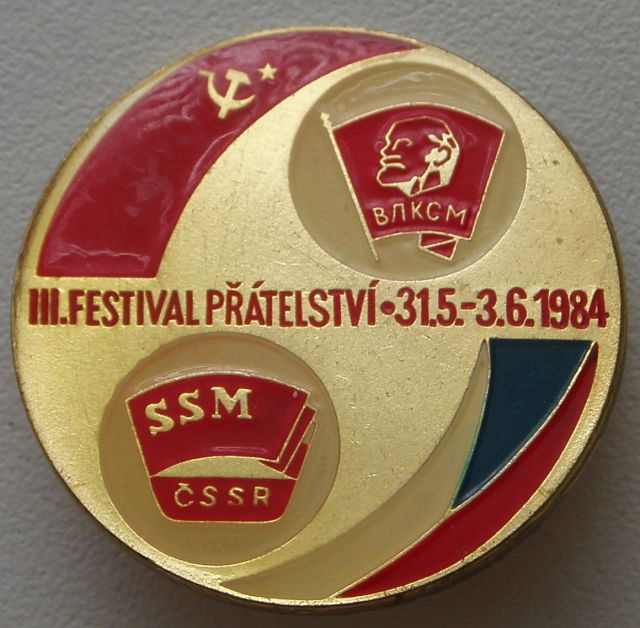 ВЛКСМ
III.FESTIVAL PŘÁTELSTVÍ•31.5.-3.6.1984
SSM
ČSSR